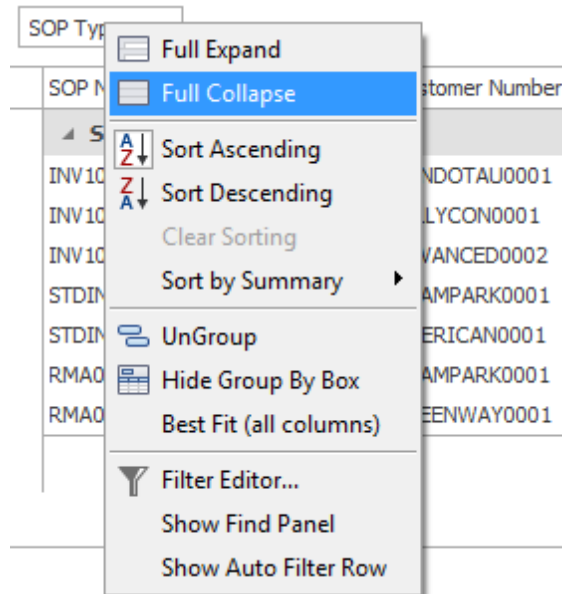 SOP Typ
Full Expand
SOP N
Full Collapse
stomer Number
S
Sort Ascending
INV10
NDOTAU0001
Sort Descending
INV10
LYCON0001
Clear Sorting
INV10
VANCED0002
Sort by Summary
STDIN
AMPARK0001
STDIN
UnGroup
ERICAN0001
RMA0
Hide Group By Box
AMPARK0001
RMA0
Best Fit (all columns)
EENWAY0001
Filter Editor...
Show Find Panel
Show Auto Filter Row